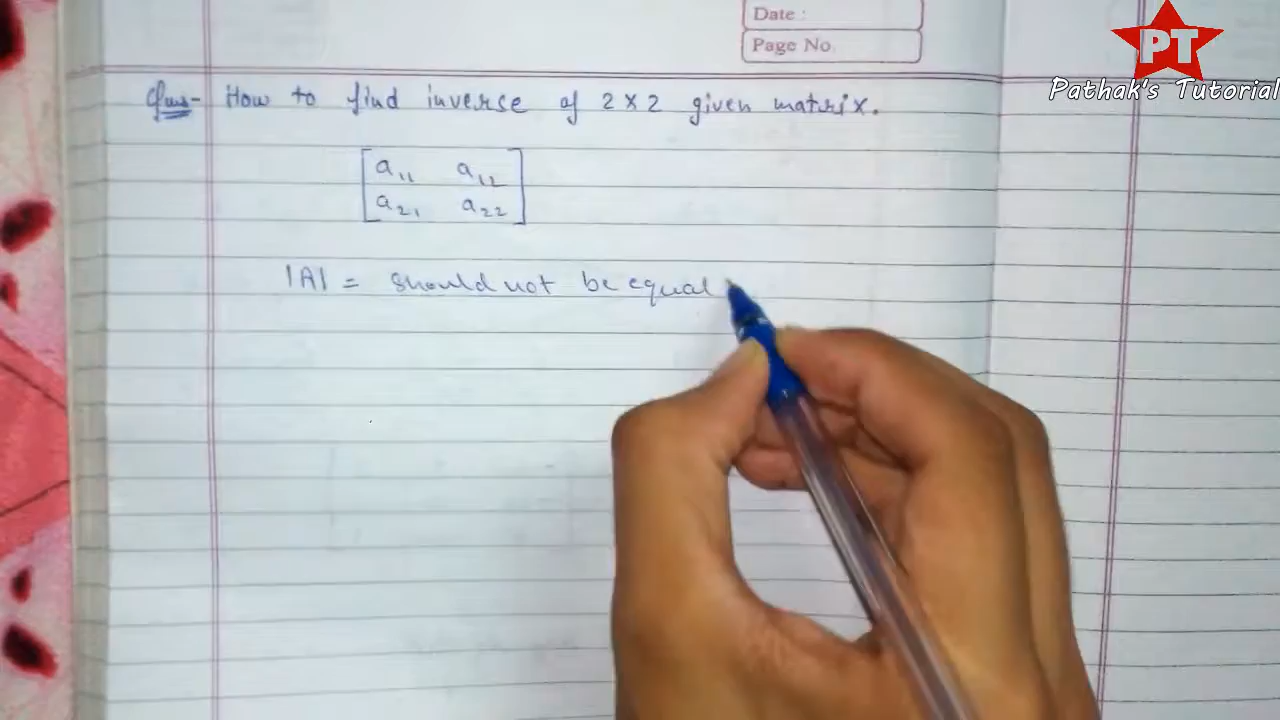 Date :
Page No.
PT
Pathak's Tutorial
Ques- How to find inverse of 2 × 2 given matrix.
a11 a12
a21 a22
|A| = should not be equal